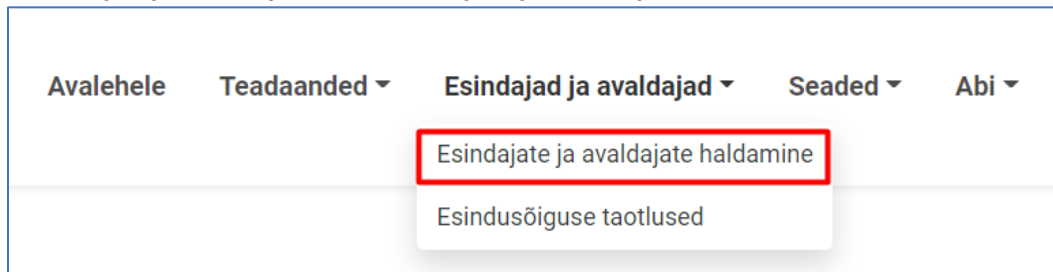 Avalehele Teadaanded Esindajad ja avaldajad Seaded Abi
Esindajate ja avaldajate haldamine
Esindusõiguse taotlused